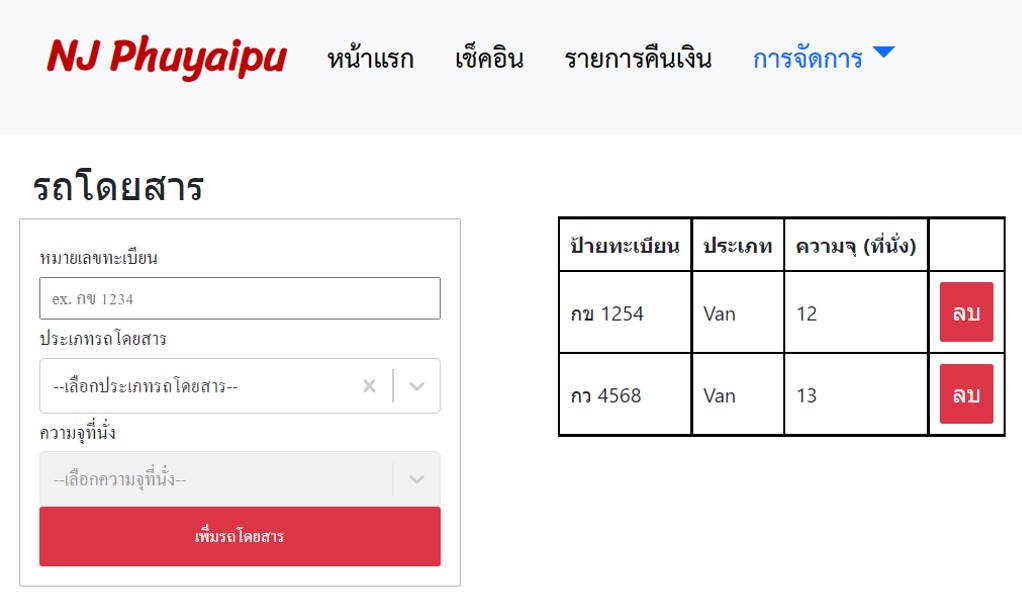 NJ Phuyaipu หน้าแรก เช็คอิน รายการคืนเงิน การจัดการ
รถโดยสาร
หมายเลขทะเบียน
ex. กข 1234
ประเภทรถโดยสาร
--เลือกประเภทรถโดยสาร--
ความจุที่นั่ง
--เลือกความจุที่นั่ง--
เพิ่มรถโดยสาร
ป้ายทะเบียน ประเภท ความจุ (ที่นั่ง)
กข 1254 Van 12 ลบ
กว 4568 Van 13 ลบ